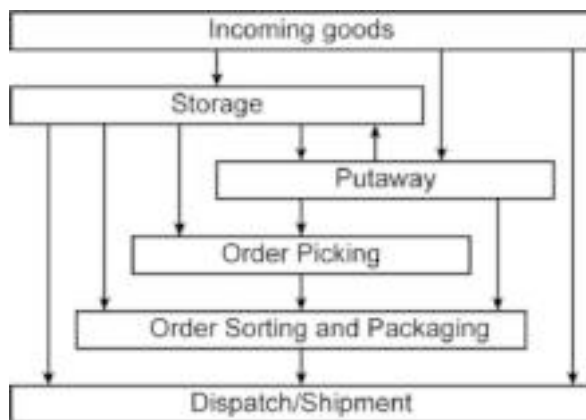 Incoming goods
Storage
Putaway
Order Picking
Order Sorting and Packaging
Dispatch/Shipment